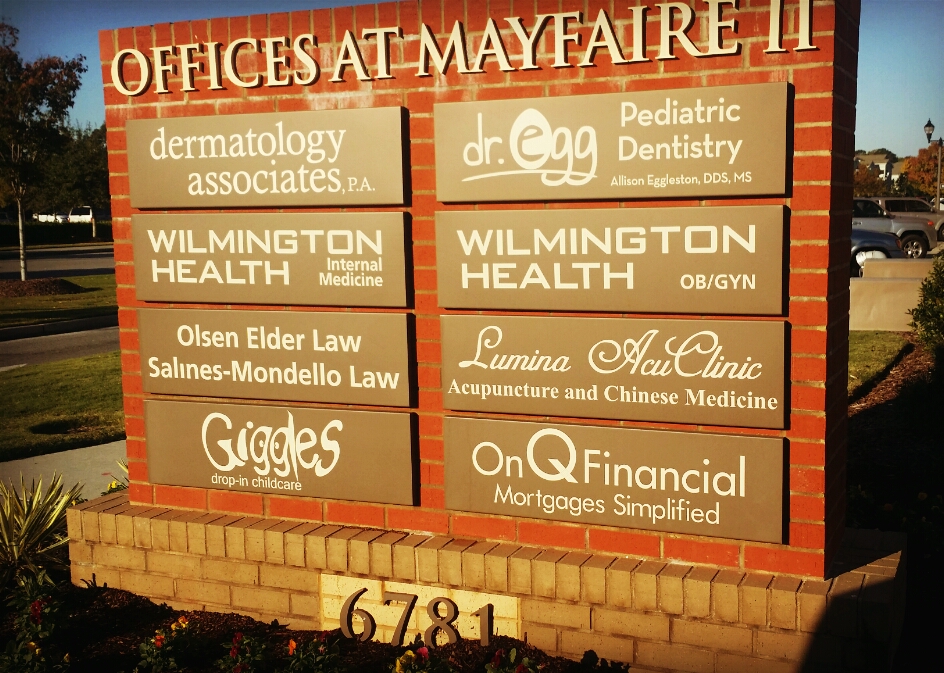 OFFICES AT MAYFAIRE II
dermatology
associates, P.A.
dr. egg
Pediatric
Dentistry
Allison Eggleston, DDS, MS
WILMINGTON
HEALTH
Internal
Medicine
WILMINGTON
HEALTH
OB/GYN
Olsen Elder Law
Salines-Mondello Law
Lumina AcuClinic
Acupuncture and Chinese Medicine
Giggles
drop-in childcare
OnQFinancial
Mortgages Simplified
6781